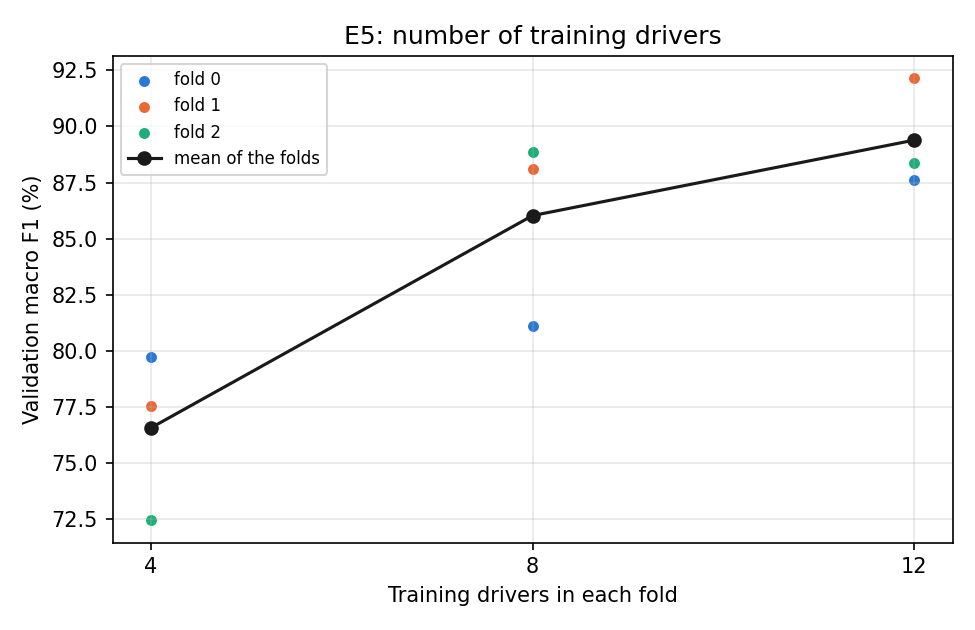 E5: number of training drivers
92.5
90.0
87.5
85.0
82.5
80.0
77.5
75.0
72.5
Validation macro F1 (%)
fold 0
fold 1
fold 2
mean of the folds
4 8 12
Training drivers in each fold